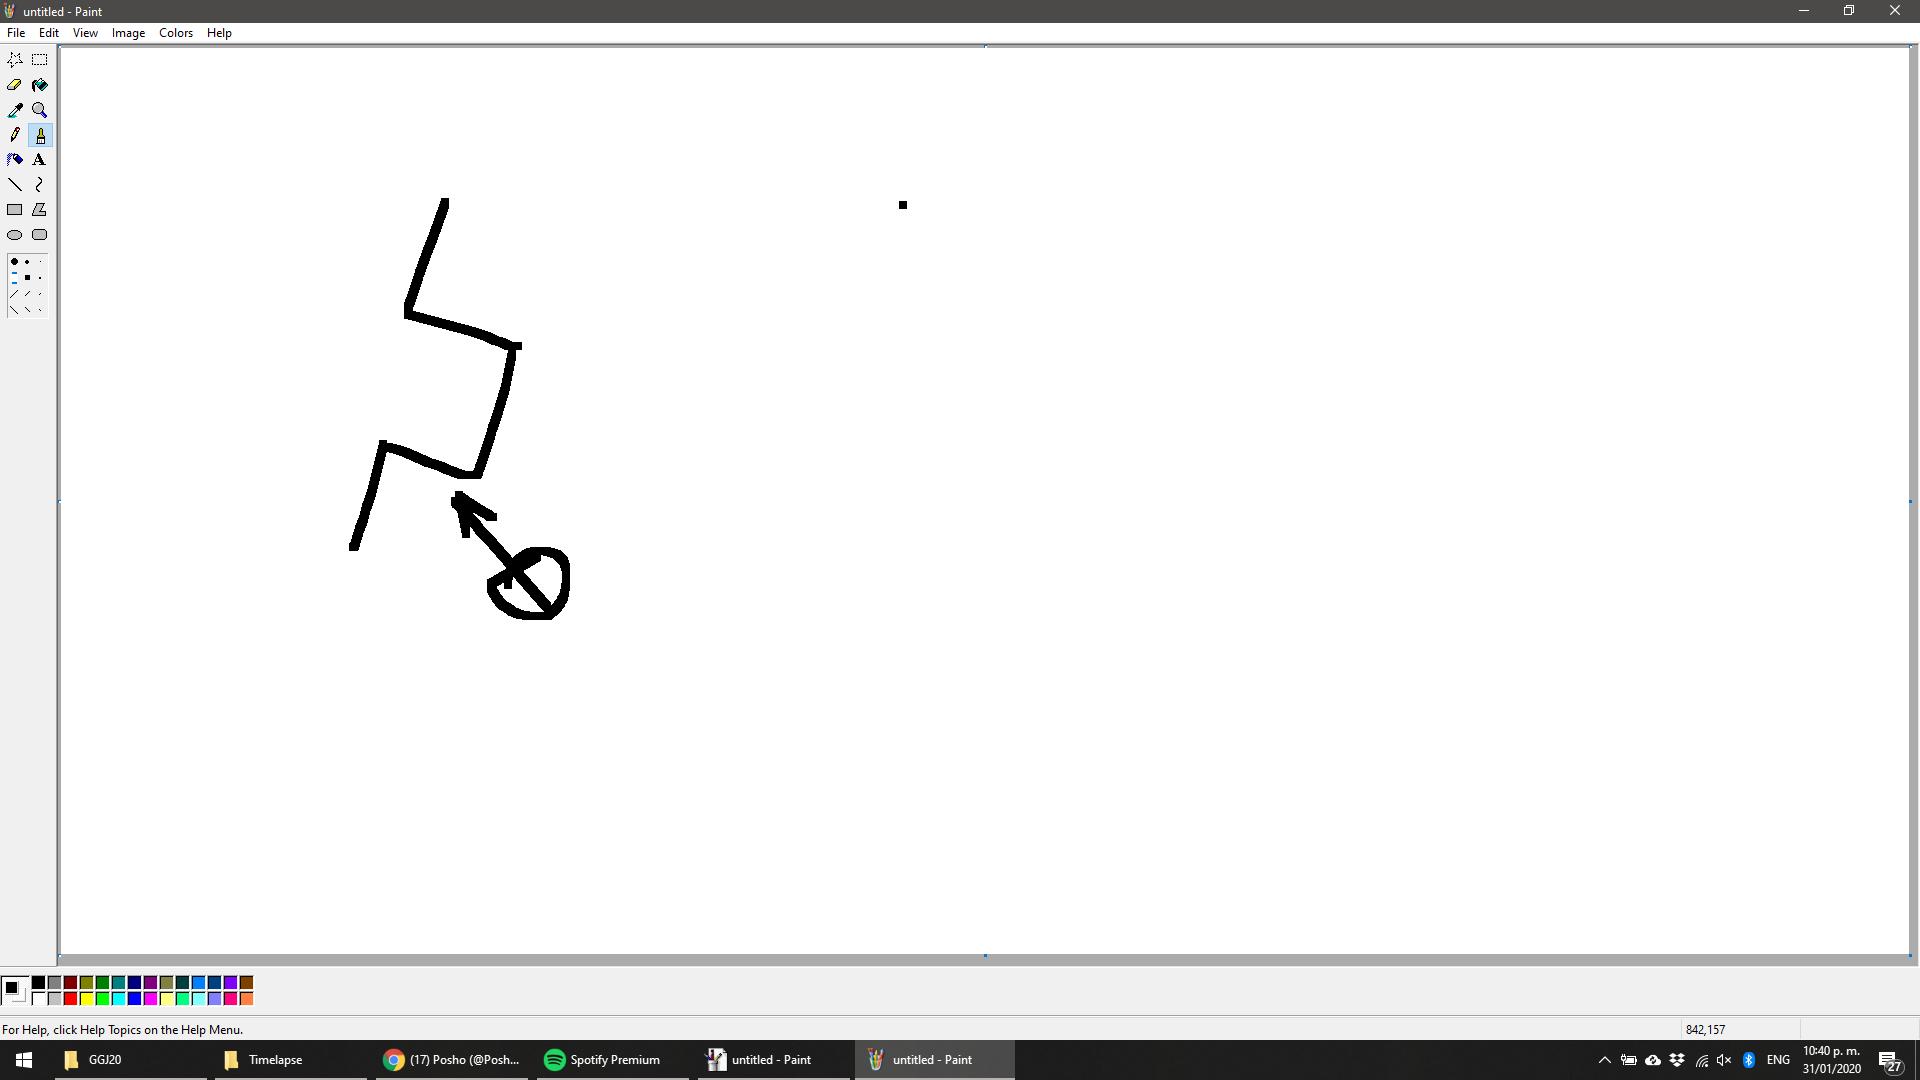 untitled - Paint
File Edit View Image Colors Help
A
For Help, click Help Topics on the Help Menu.
842,157
GGJ20
Timelapse
(17) Posho (@Posh...
Spotify Premium
untitled - Paint
untitled - Paint
ENG
10:40 p. m.
31/01/2020
27